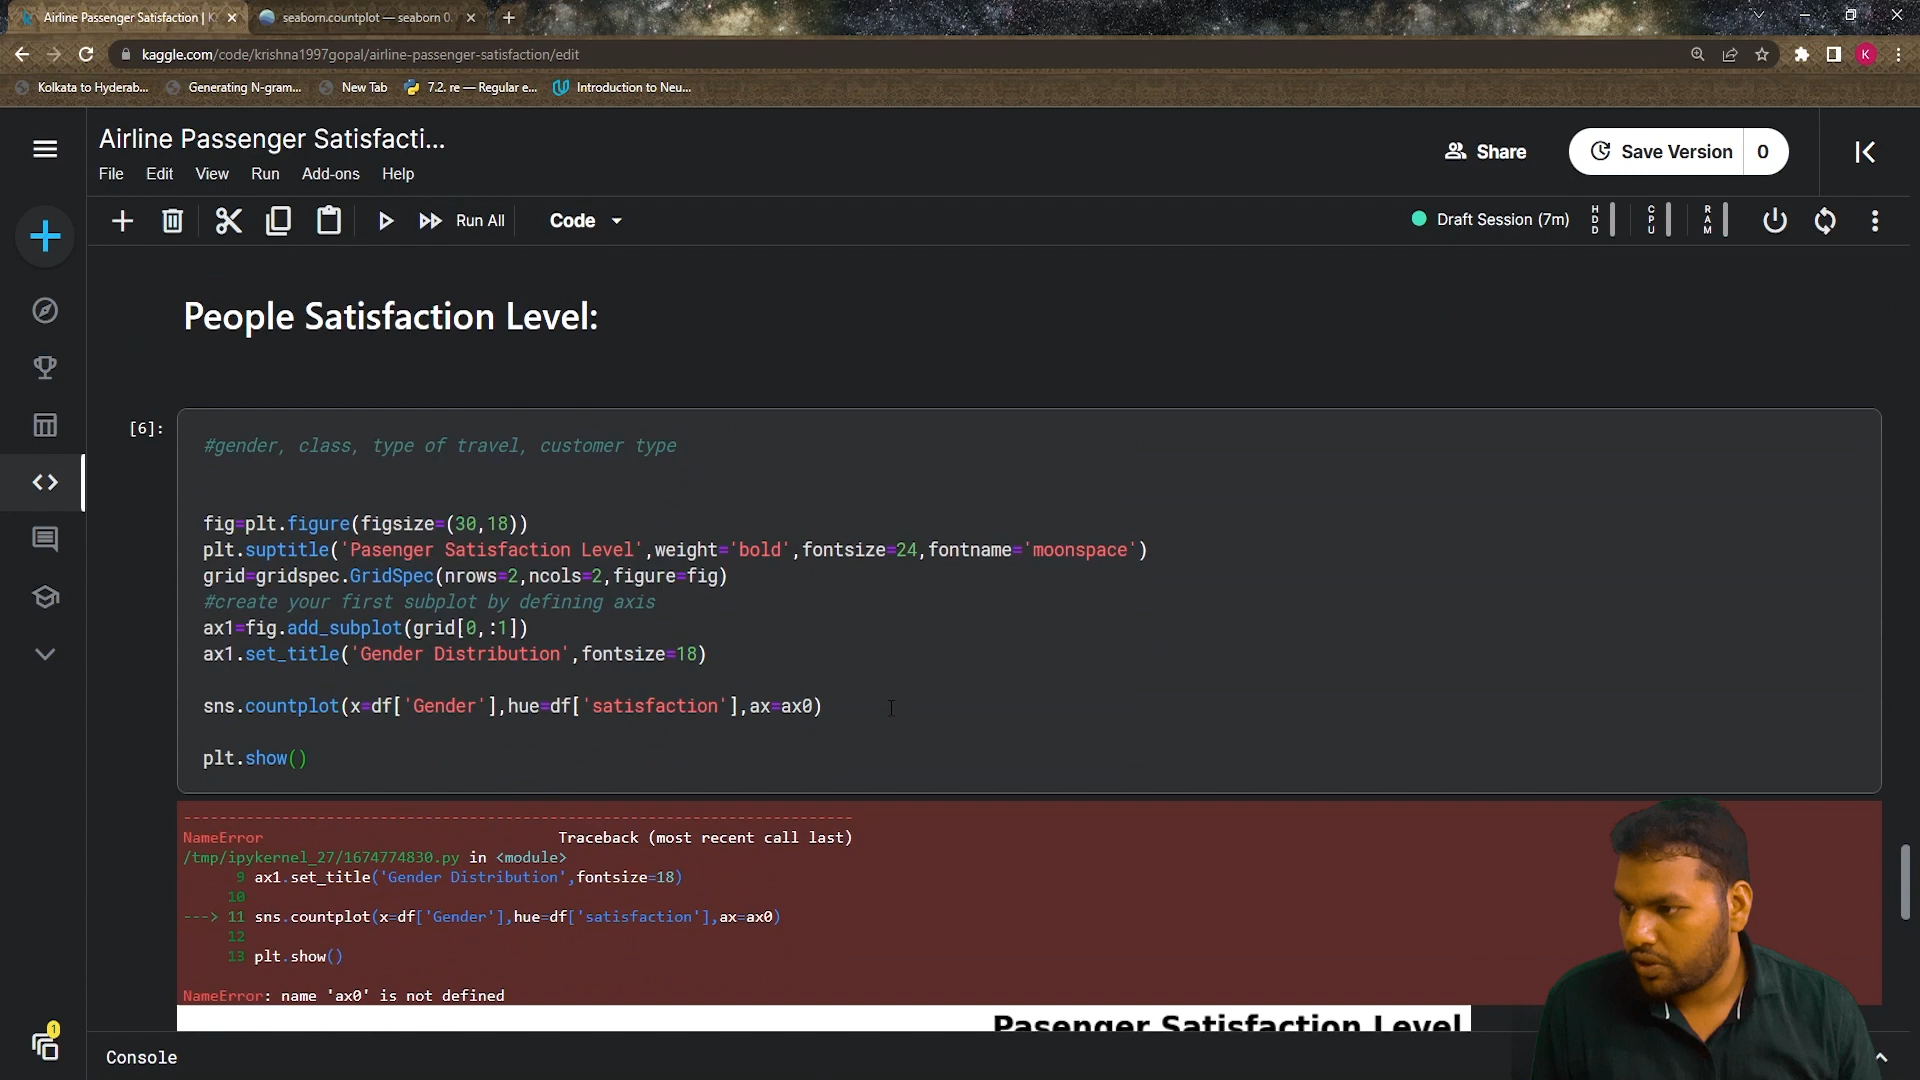 Airline Passenger Satisfaction |
seaborn.countplot — seaborn 0.
kaggle.com/code/krishna1997gopal/airline-passenger-satisfaction/edit
K
Kolkata to Hyderab...
Generating N-gram...
New Tab
7.2. re — Regular e...
Introduction to Neu...
Airline Passenger Satisfacti...
File Edit View Run Add-ons Help
Share
Save Version 0
Run All
Code
Draft Session (7m)
HDD
CPU
RAM
People Satisfaction Level:
[6]:
#gender, class, type of travel, customer type
fig=plt.figure(figsize=(30,18))
plt.suptitle('Pasenger Satisfaction Level',weight='bold',fontsize=24,fontname='moonspace')
grid=gridspec.GridSpec(nrows=2,ncols=2,figure=fig)
#create your first subplot by defining axis
ax1=fig.add_subplot(grid[0,:1])
ax1.set_title('Gender Distribution',fontsize=18)
sns.countplot(x=df['Gender'],hue=df['satisfaction'],ax=ax0)
plt.show()
---------------------------------------------------------------------------
NameError Traceback (most recent call last)
/tmp/ipykernel_27/1674774830.py in <module>
9 ax1.set_title('Gender Distribution',fontsize=18)
10
---> 11 sns.countplot(x=df['Gender'],hue=df['satisfaction'],ax=ax0)
12
13 plt.show()
NameError: name 'ax0' is not defined
Pasenger Satisfaction Level
1
Console